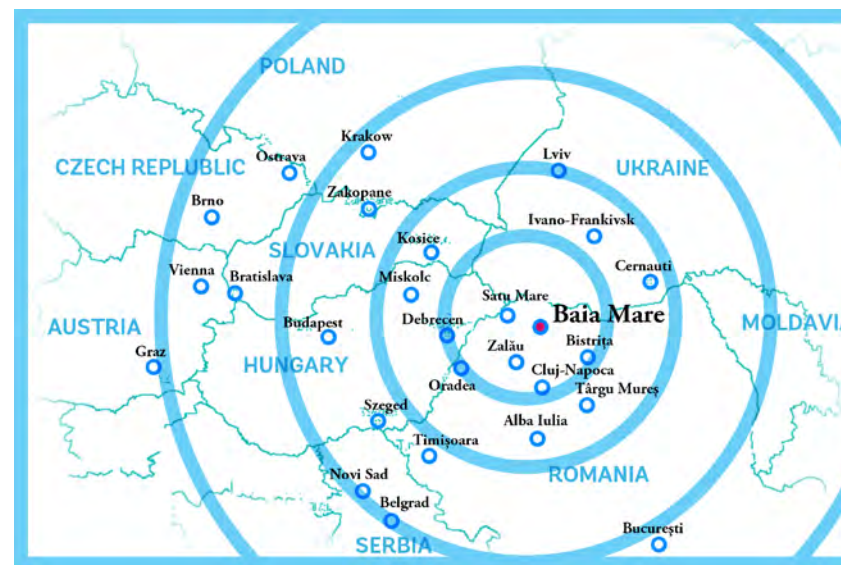 POLAND
Krakow
Lviv
CZECH REPLUBLIC
Ostrava
UKRAINE
Zakopane
Brno
Ivano-Frankivsk
SLOVAKIA
Kosice
Cernauti
Vienna
Bratislava
Miskolc
Satu Mare
Baia Mare
AUSTRIA
Budapest
Debrecen
MOLDAVIA
Bistrița
Graz
HUNGARY
Zalău
Oradea
Cluj-Napoca
Târgu Mureș
Szeged
Alba Iulia
Timișoara
Novi Sad
ROMANIA
Belgrad
București
SERBIA